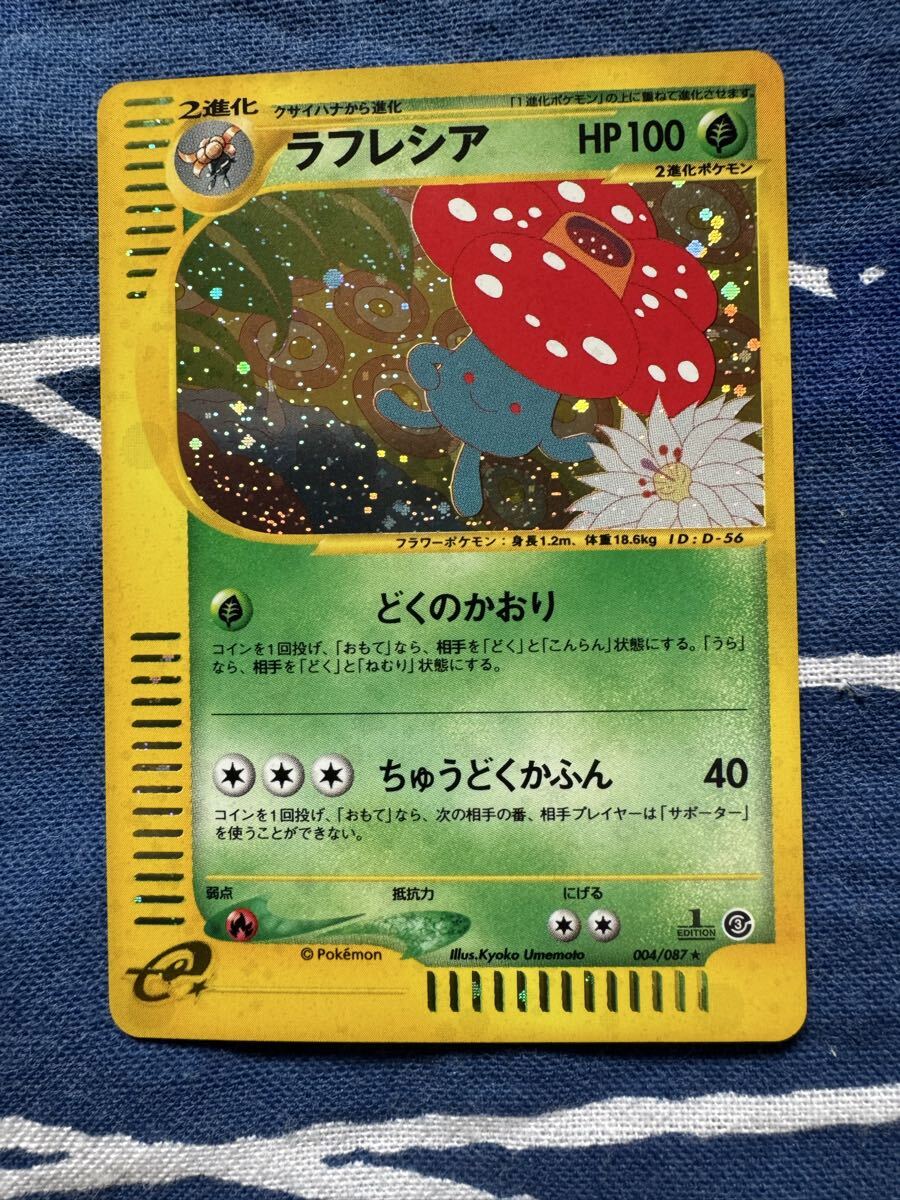 2進化
クサイハナから進化
「1進化ポケモン」の上に重ねて進化させます。
ラフレシア
HP100
2進化ポケモン
フラワーポケモン:身長1.2m、体重18.6kg ID:D-56
どくのかおり
コインを1回投げ、「おもて」なら、相手を「どく」と「こんらん」状態にする。「うら」
なら、相手を「どく」と「ねむり」状態にする。
ちゅうどくかふん 40
コインを1回投げ、「おもて」なら、次の相手の番、相手プレイヤーは「サポーター」
を使うことができない。
弱点
抵抗力
にげる
1
EDITION
3
©Pokémon
Illus.Kyoko Umemoto
004/087★
e